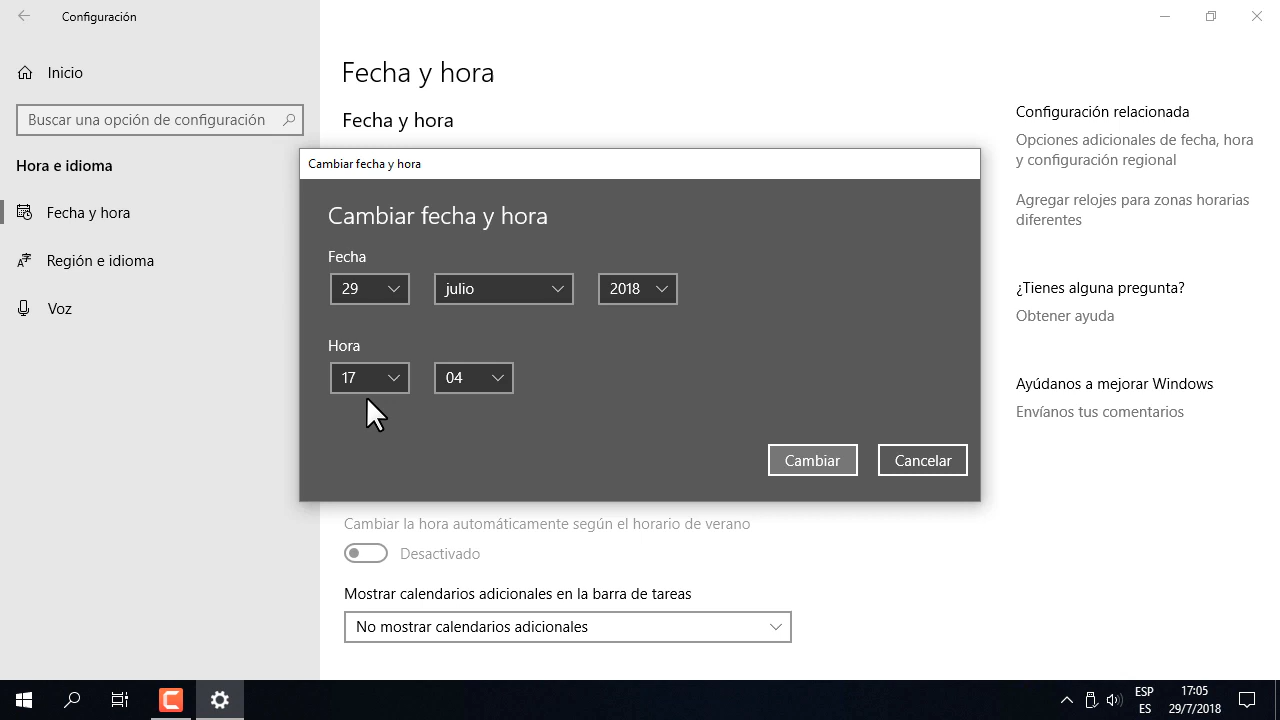 Configuración
Inicio
Buscar una opción de configuración
Hora e idioma
Fecha y hora
Región e idioma
Voz
Fecha y hora
Fecha y hora
Cambiar fecha y hora
Cambiar fecha y hora
Fecha
29 julio 2018
Hora
17 04
Cambiar Cancelar
Cambiar la hora automáticamente según el horario de verano
Desactivado
Mostrar calendarios adicionales en la barra de tareas
No mostrar calendarios adicionales
Configuración relacionada
Opciones adicionales de fecha, hora
y configuración regional
Agregar relojes para zonas horarias
diferentes
¿Tienes alguna pregunta?
Obtener ayuda
Ayúdanos a mejorar Windows
Envíanos tus comentarios
ESP
ES
17:05
29/7/2018